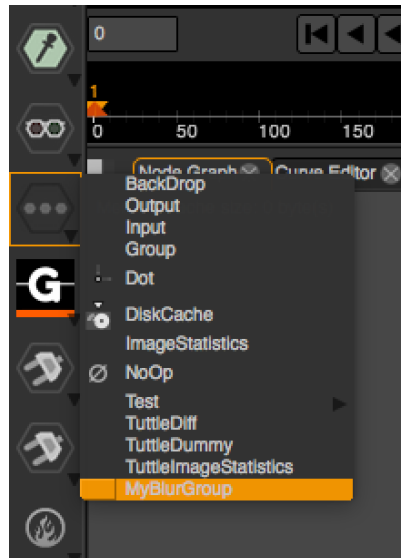 0
1
0 50 100 150
Node Graph Curve Editor
BackDrop
Output
Input
Group
Dot
G
DiskCache
ImageStatistics
NoOp
Test
TuttleDiff
TuttleDummy
TuttleImageStatistics
MyBlurGroup